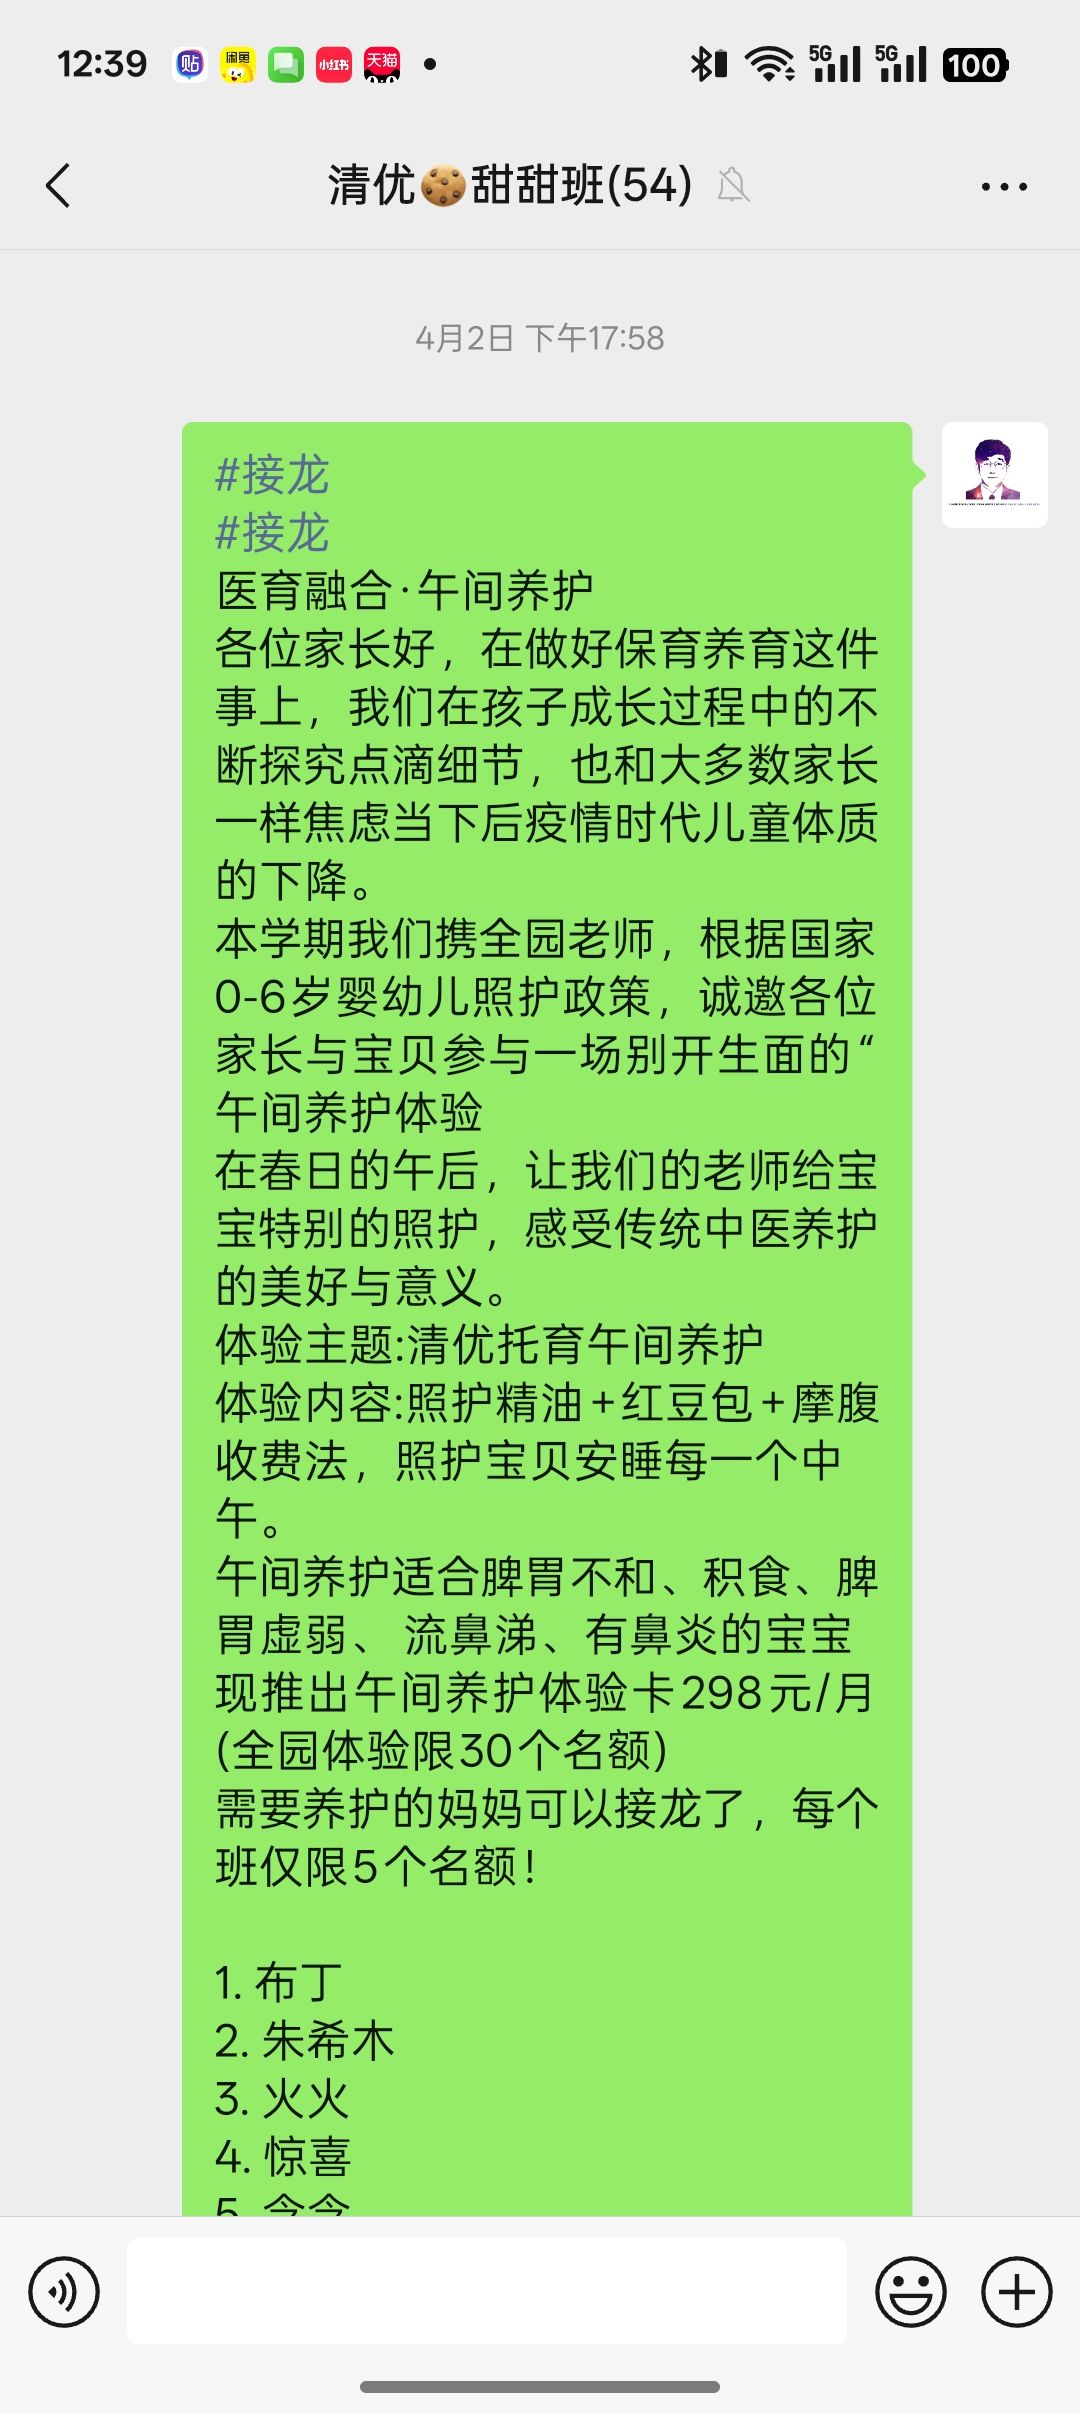 12:39
贴
闲鱼
小红书
天猫
5G
5G
100
清优🍪甜甜班(54)
4月2日 下午17:58
#接龙
#接龙
医育融合·午间养护
各位家长好，在做好保育养育这件
事上，我们在孩子成长过程中的不
断探究点滴细节，也和大多数家长
一样焦虑当下后疫情时代儿童体质
的下降。
本学期我们携全园老师，根据国家
0-6岁婴幼儿照护政策，诚邀各位
家长与宝贝参与一场别开生面的“
午间养护体验
在春日的午后，让我们的老师给宝
宝特别的照护，感受传统中医养护
的美好与意义。
体验主题:清优托育午间养护
体验内容:照护精油+红豆包+摩腹
收费法，照护宝贝安睡每一个中
午。
午间养护适合脾胃不和、积食、脾
胃虚弱、 流鼻涕、有鼻炎的宝宝
现推出午间养护体验卡298元/月
(全园体验限30个名额)
需要养护的妈妈可以接龙了，每个
班仅限5个名额！
1. 布丁
2. 朱希木
3. 火火
4. 惊喜
5.